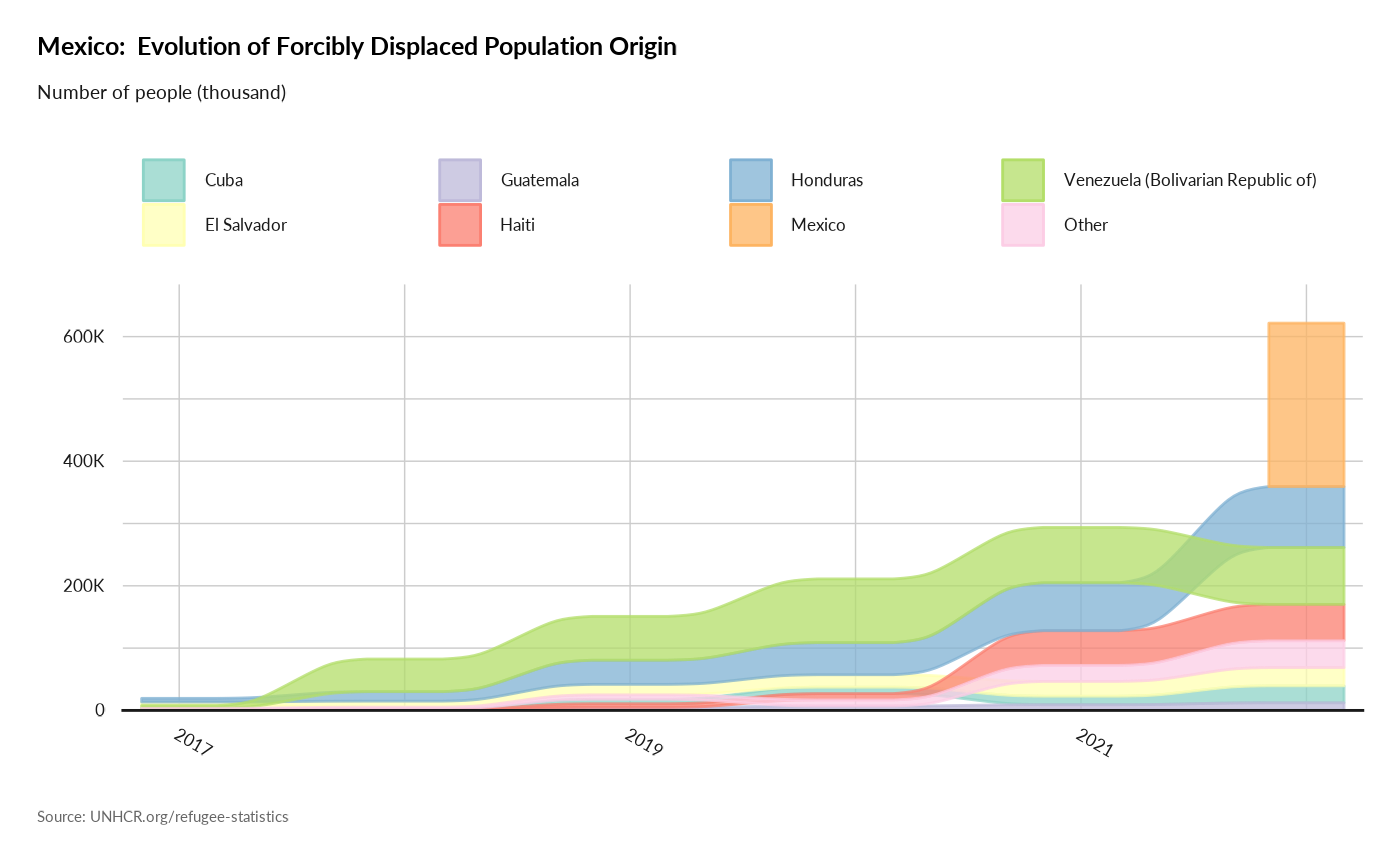 Mexico:  Evolution of Forcibly Displaced Population Origin
Number of people (thousand)
Cuba
Guatemala
Honduras
Venezuela (Bolivarian Republic of)
El Salvador
Haiti
Mexico
Other
600K
400K
200K
0
2017
2019
2021
Source: UNHCR.org/refugee-statistics